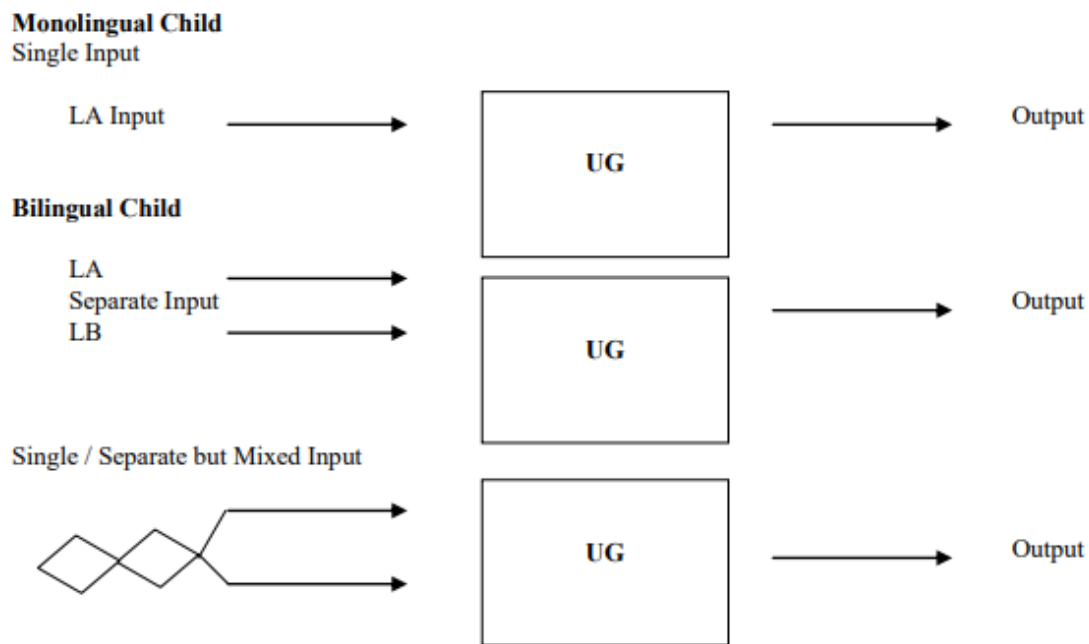 Monolingual Child
Single Input
LA Input
UG
Output
Bilingual Child
LA
Separate Input
LB
UG
Output
Single / Separate but Mixed Input
UG
Output